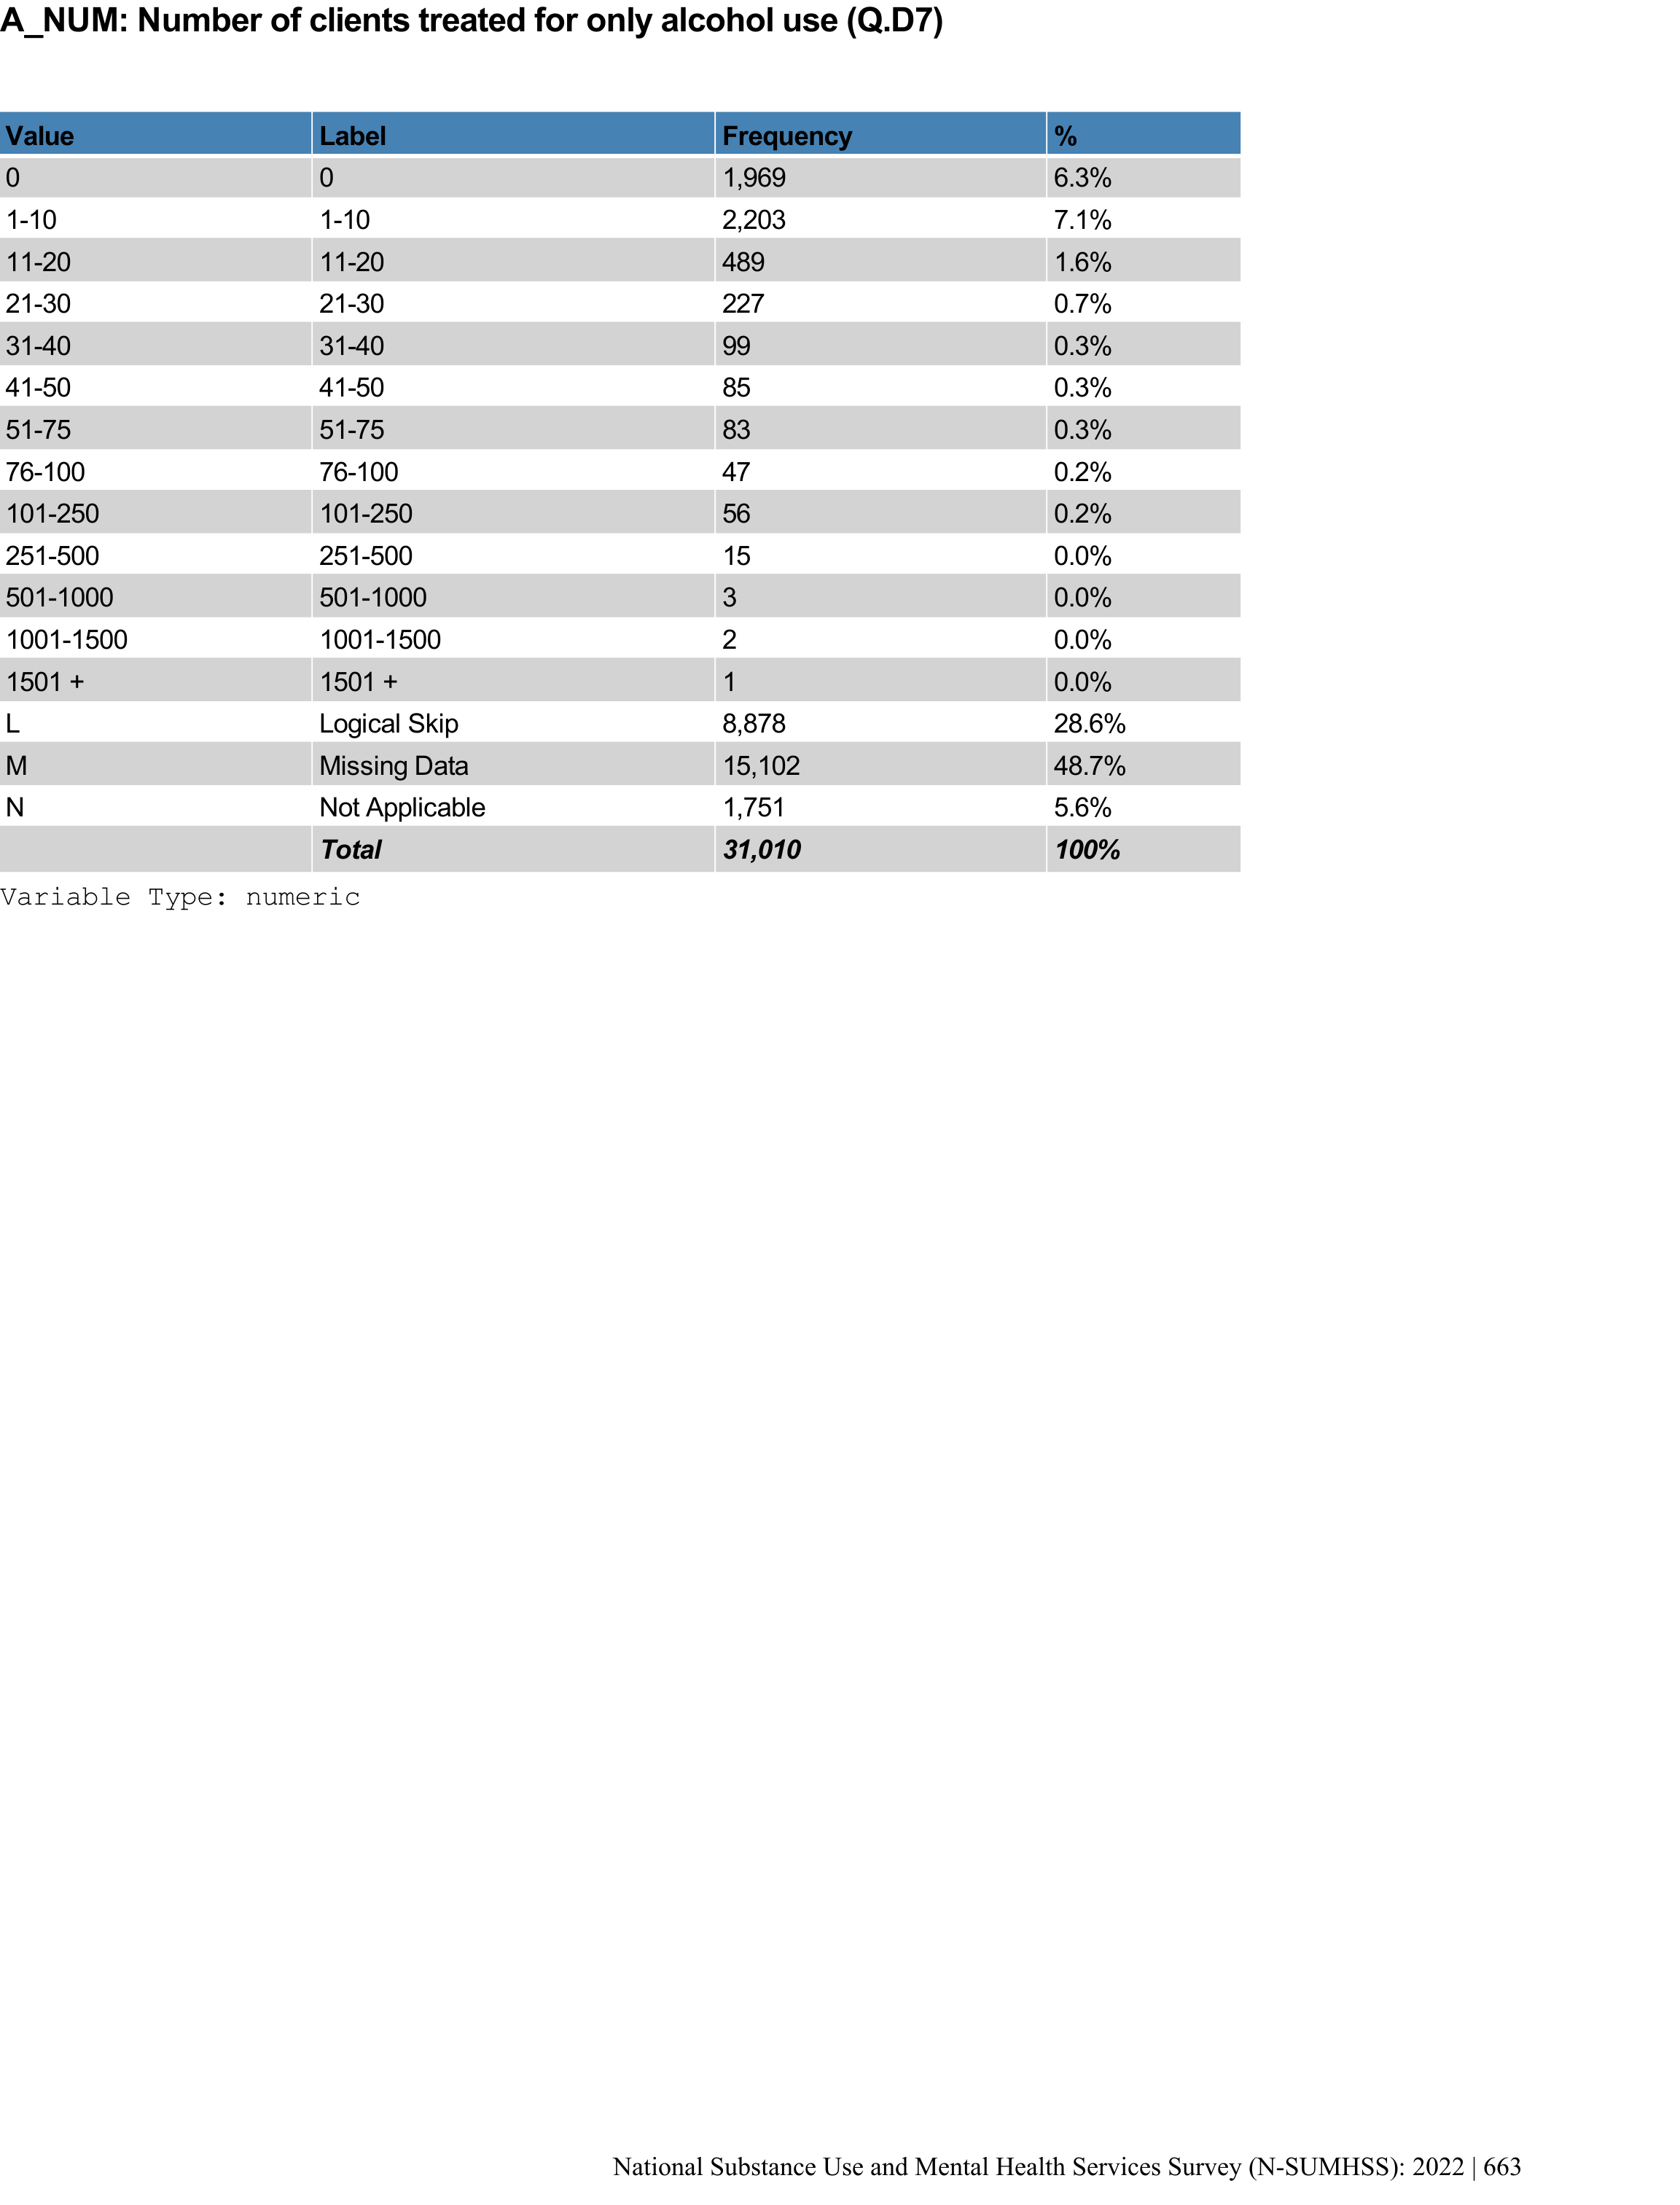 A_NUM: Number of clients treated for only alcohol use (Q.D7)
Value Label Frequency %
0 0 1,969 6.3%
1-10 1-10 2,203 7.1%
11-20 11-20 489 1.6%
21-30 21-30 227 0.7%
31-40 31-40 99 0.3%
41-50 41-50 85 0.3%
51-75 51-75 83 0.3%
76-100 76-100 47 0.2%
101-250 101-250 56 0.2%
251-500 251-500 15 0.0%
501-1000 501-1000 3 0.0%
1001-1500 1001-1500 2 0.0%
1501 + 1501 + 1 0.0%
L Logical Skip 8,878 28.6%
M Missing Data 15,102 48.7%
N Not Applicable 1,751 5.6%
Total 31,010 100%
Variable Type: numeric
National Substance Use and Mental Health Services Survey (N-SUMHSS): 2022 | 663